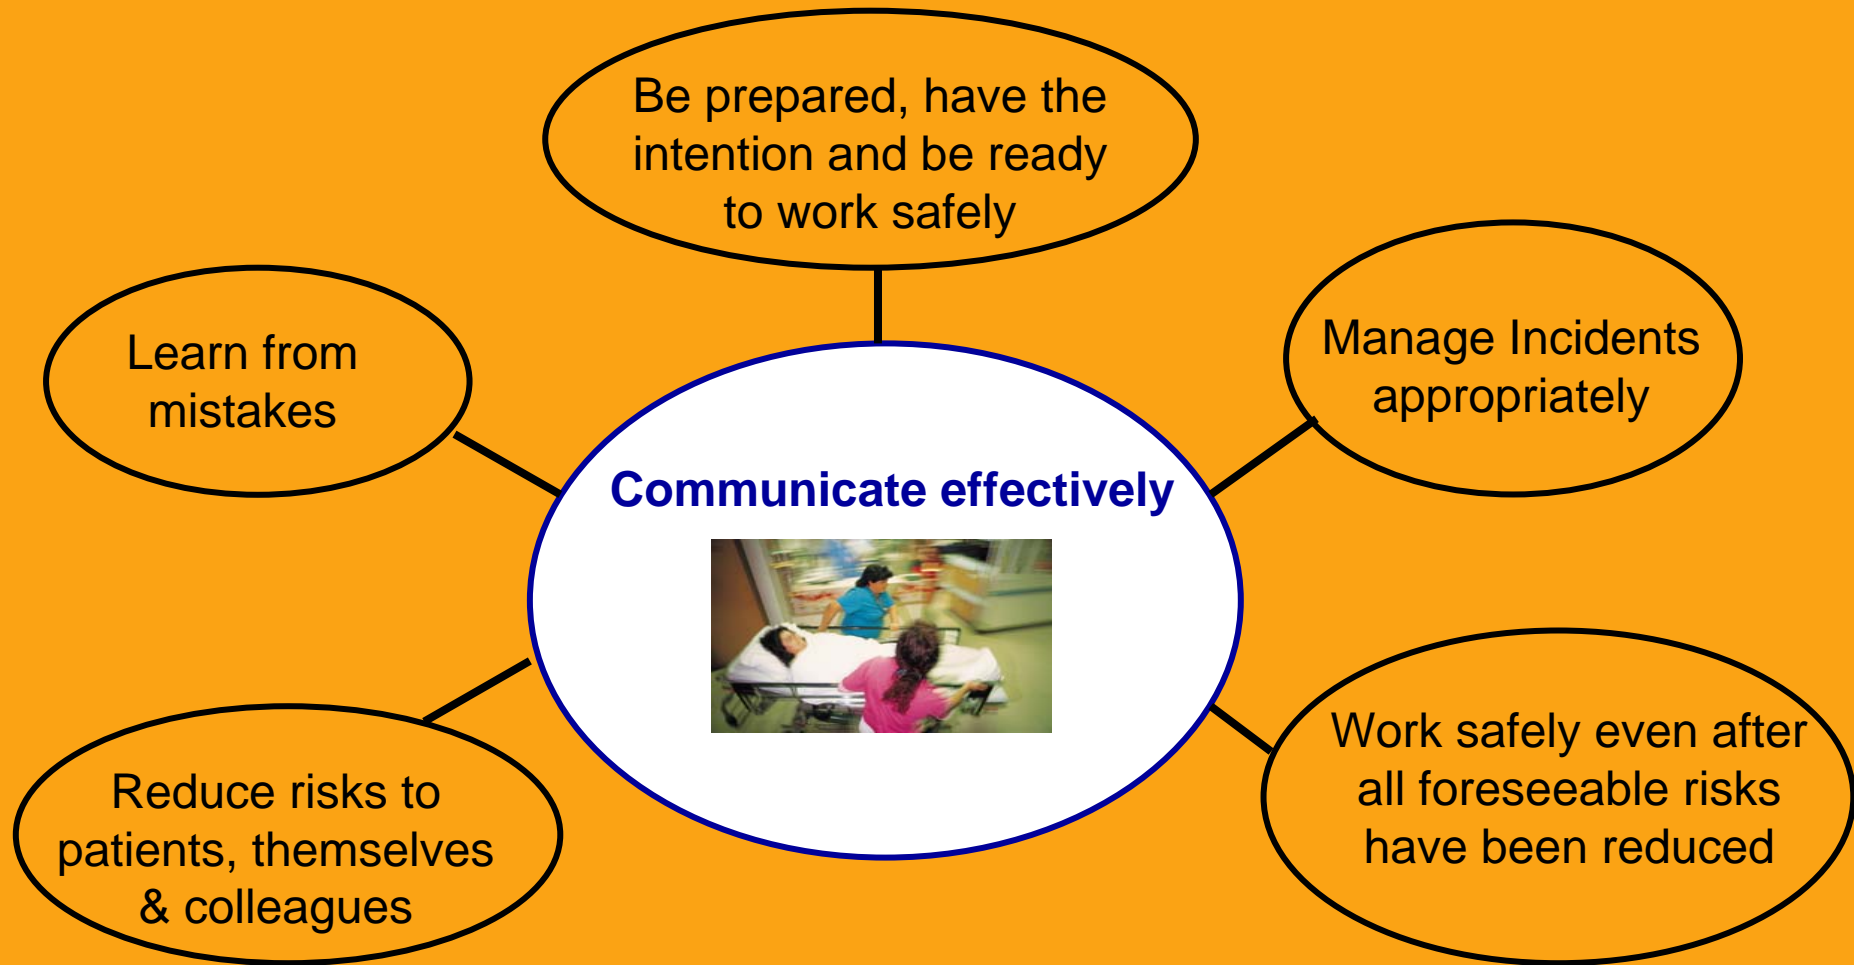 Be prepared, have the
intention and be ready
to work safely
Learn from
mistakes
Manage Incidents
appropriately
Communicate effectively
Reduce risks to
patients, themselves
& colleagues
Work safely even after
all foreseeable risks
have been reduced